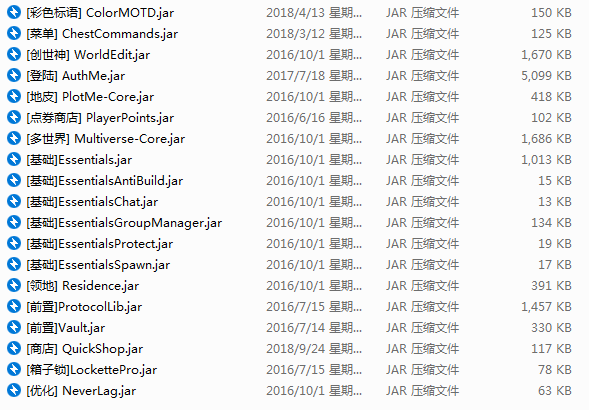 [彩色标语] ColorMOTD.jar 2018/4/13 星期... JAR 压缩文件 150 KB
[菜单] ChestCommands.jar 2018/3/12 星期... JAR 压缩文件 125 KB
[创世神] WorldEdit.jar 2016/10/1 星期... JAR 压缩文件 1,670 KB
[登陆] AuthMe.jar 2017/7/18 星期... JAR 压缩文件 5,099 KB
[地皮] PlotMe-Core.jar 2016/10/1 星期... JAR 压缩文件 418 KB
[点券商店] PlayerPoints.jar 2016/6/16 星期... JAR 压缩文件 102 KB
[多世界] Multiverse-Core.jar 2016/10/1 星期... JAR 压缩文件 1,686 KB
[基础]Essentials.jar 2016/10/1 星期... JAR 压缩文件 1,013 KB
[基础]EssentialsAntiBuild.jar 2016/10/1 星期... JAR 压缩文件 15 KB
[基础]EssentialsChat.jar 2016/10/1 星期... JAR 压缩文件 13 KB
[基础]EssentialsGroupManager.jar 2016/10/1 星期... JAR 压缩文件 134 KB
[基础]EssentialsProtect.jar 2016/10/1 星期... JAR 压缩文件 19 KB
[基础]EssentialsSpawn.jar 2016/10/1 星期... JAR 压缩文件 17 KB
[领地] Residence.jar 2016/10/1 星期... JAR 压缩文件 391 KB
[前置]ProtocolLib.jar 2016/7/15 星期... JAR 压缩文件 1,457 KB
[前置]Vault.jar 2016/7/14 星期... JAR 压缩文件 330 KB
[商店] QuickShop.jar 2018/9/24 星期... JAR 压缩文件 117 KB
[箱子锁]LockettePro.jar 2016/7/15 星期... JAR 压缩文件 78 KB
[优化] NeverLag.jar 2016/10/1 星期... JAR 压缩文件 63 KB